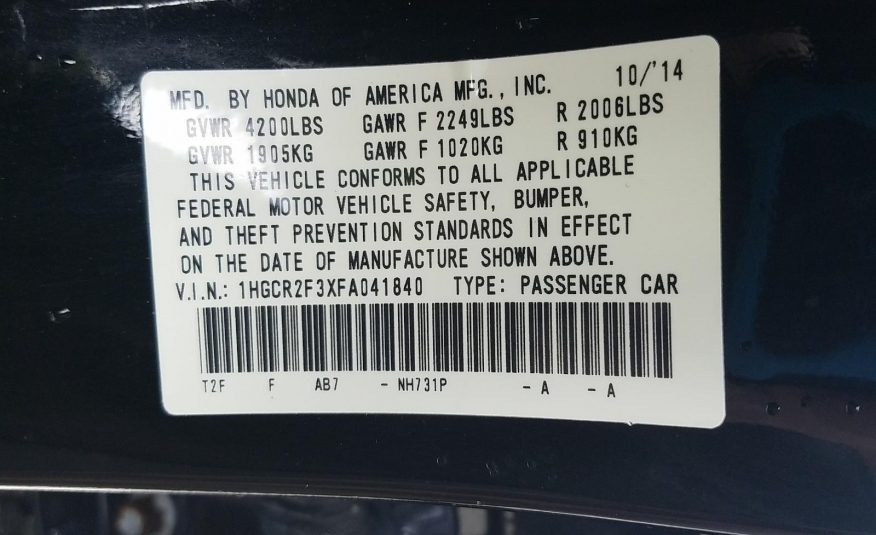 MFD. BY HONDA OF AMERICA MFG., INC. 10/'14
GVWR 4200LBS GAWR F 2249LBS R 2006LBS
GVWR 1905KG GAWR F 1020KG R 910KG
THIS VEHICLE CONFORMS TO ALL APPLICABLE
FEDERAL MOTOR VEHICLE SAFETY, BUMPER,
AND THEFT PREVENTION STANDARDS IN EFFECT
ON THE DATE OF MANUFACTURE SHOWN ABOVE.
V.I.N.: 1HGCR2F3XFA041840 TYPE: PASSENGER CAR
T2F F AB7 - NH731P - A - A